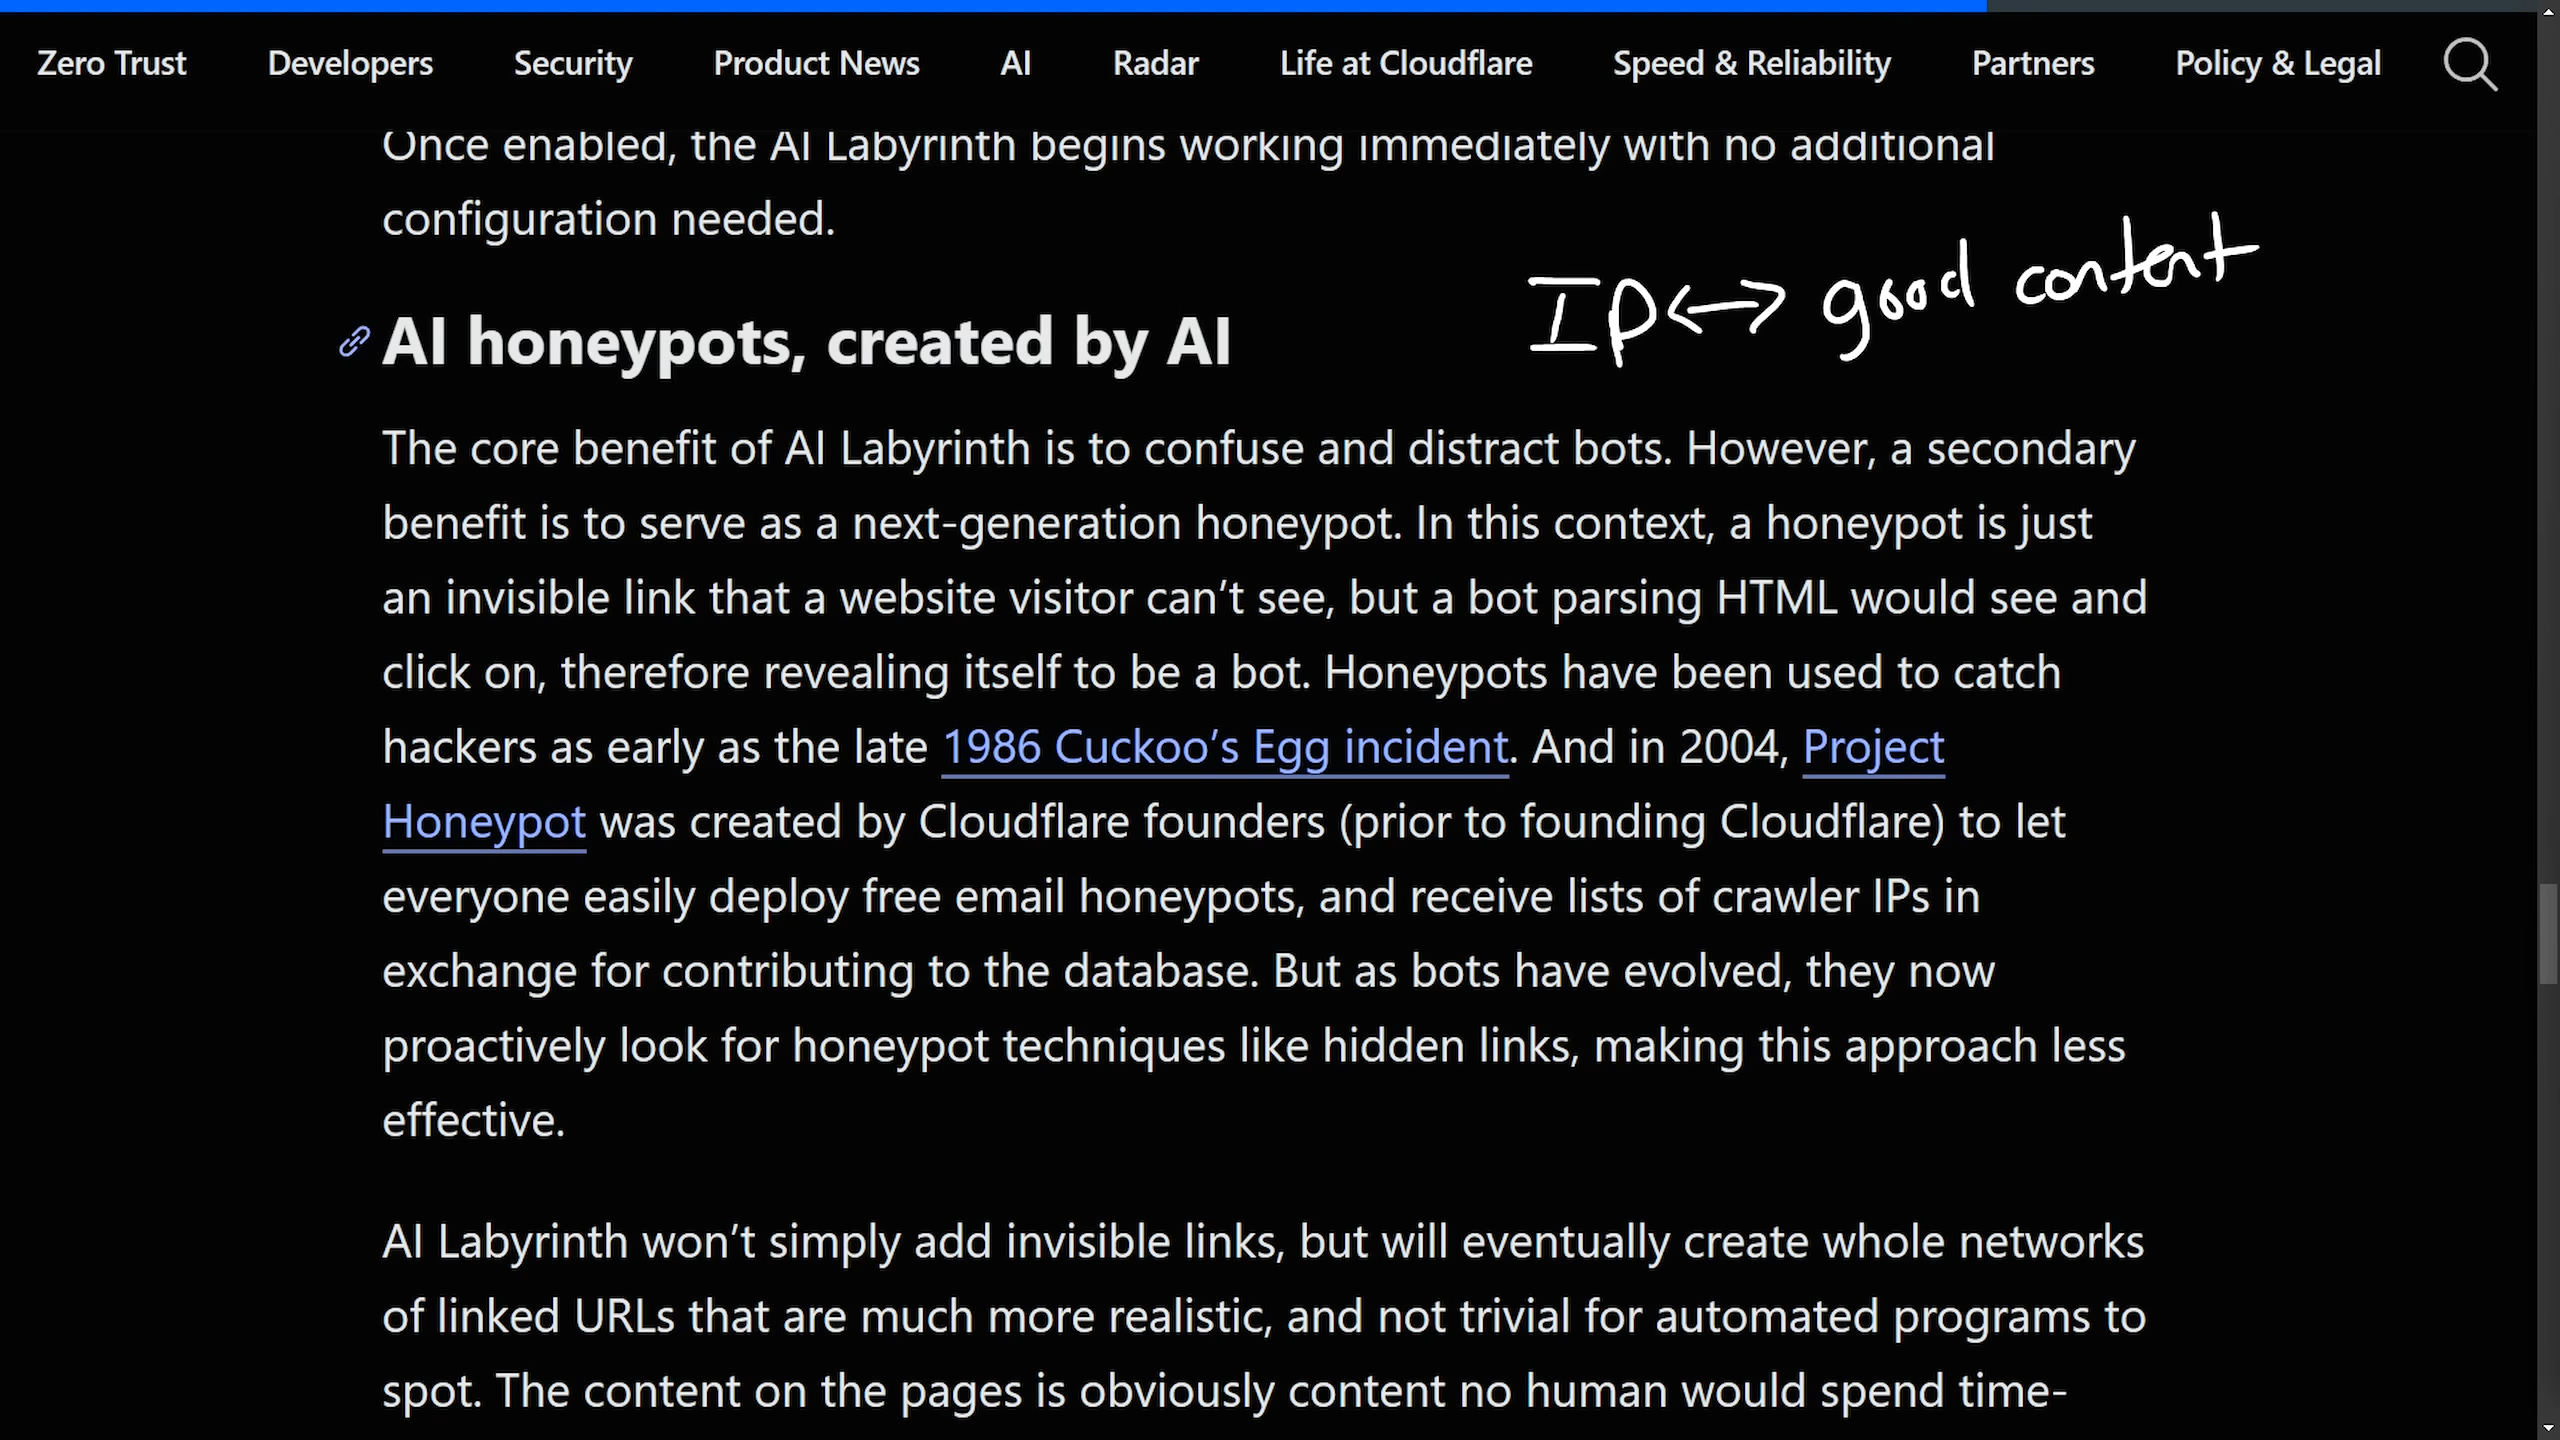 Zero Trust Developers Security Product News AI Radar Life at Cloudflare Speed & Reliability Partners Policy & Legal
Once enabled, the AI Labyrinth begins working immediately with no additional
configuration needed.
IP <-> good content
AI honeypots, created by AI
The core benefit of AI Labyrinth is to confuse and distract bots. However, a secondary
benefit is to serve as a next-generation honeypot. In this context, a honeypot is just
an invisible link that a website visitor can’t see, but a bot parsing HTML would see and
click on, therefore revealing itself to be a bot. Honeypots have been used to catch
hackers as early as the late 1986 Cuckoo’s Egg incident. And in 2004, Project
Honeypot was created by Cloudflare founders (prior to founding Cloudflare) to let
everyone easily deploy free email honeypots, and receive lists of crawler IPs in
exchange for contributing to the database. But as bots have evolved, they now
proactively look for honeypot techniques like hidden links, making this approach less
effective.
AI Labyrinth won’t simply add invisible links, but will eventually create whole networks
of linked URLs that are much more realistic, and not trivial for automated programs to
spot. The content on the pages is obviously content no human would spend time-